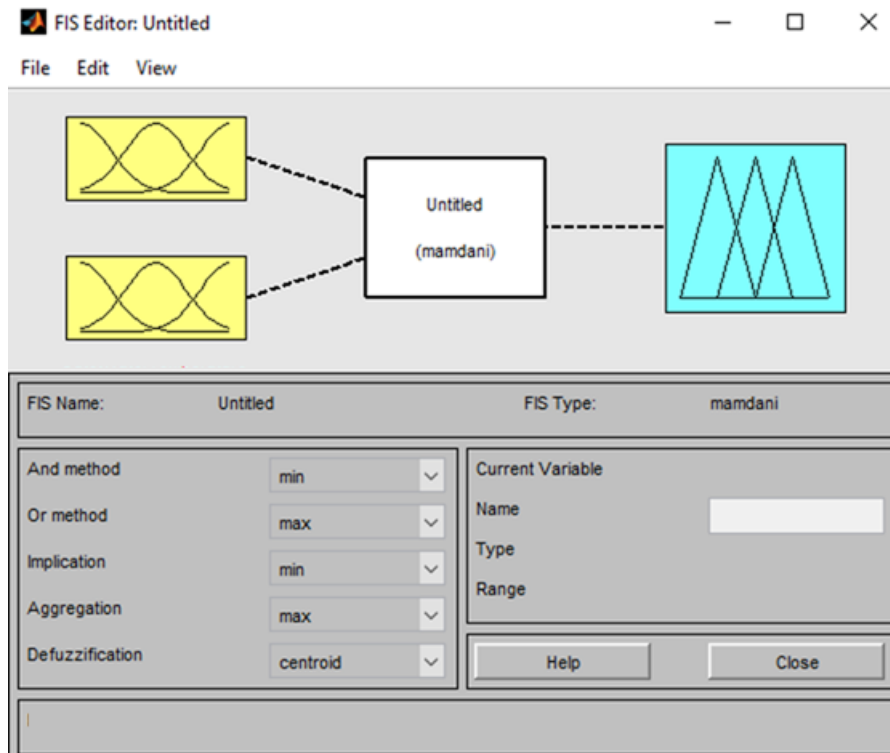 FIS Editor: Untitled
File Edit View
Untitled
(mamdani)
FIS Name: Untitled FIS Type: mamdani
And method min
Or method max
Implication min
Aggregation max
Defuzzification centroid
Current Variable
Name
Type
Range
Help Close